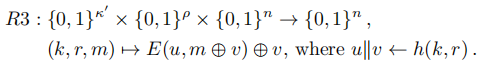 R3 : {0, 1}^κ′ × {0, 1}^ρ × {0, 1}^n → {0, 1}^n ,
(k, r, m) ↦ E(u, m ⊕ v) ⊕ v, where u‖v ← h(k, r) .